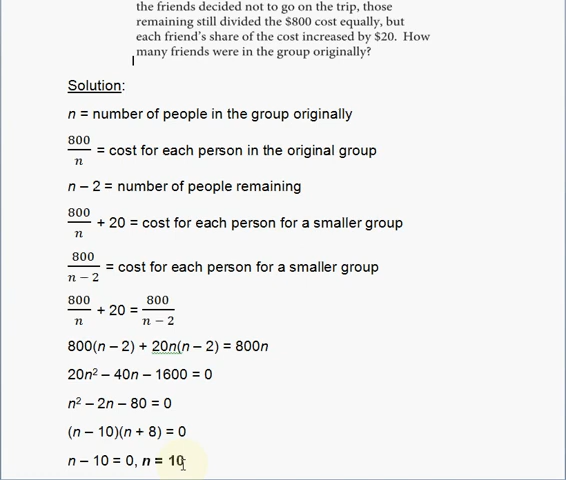 the friends decided not to go on the trip, those
remaining still divided the $800 cost equally, but
each friend's share of the cost increased by $20. How
many friends were in the group originally?
Solution:
n = number of people in the group originally
800/n = cost for each person in the original group
n – 2 = number of people remaining
800/n + 20 = cost for each person for a smaller group
800/(n – 2) = cost for each person for a smaller group
800/n + 20 = 800/(n – 2)
800(n – 2) + 20n(n – 2) = 800n
20n² – 40n – 1600 = 0
n² – 2n – 80 = 0
(n – 10)(n + 8) = 0
n – 10 = 0, n = 10